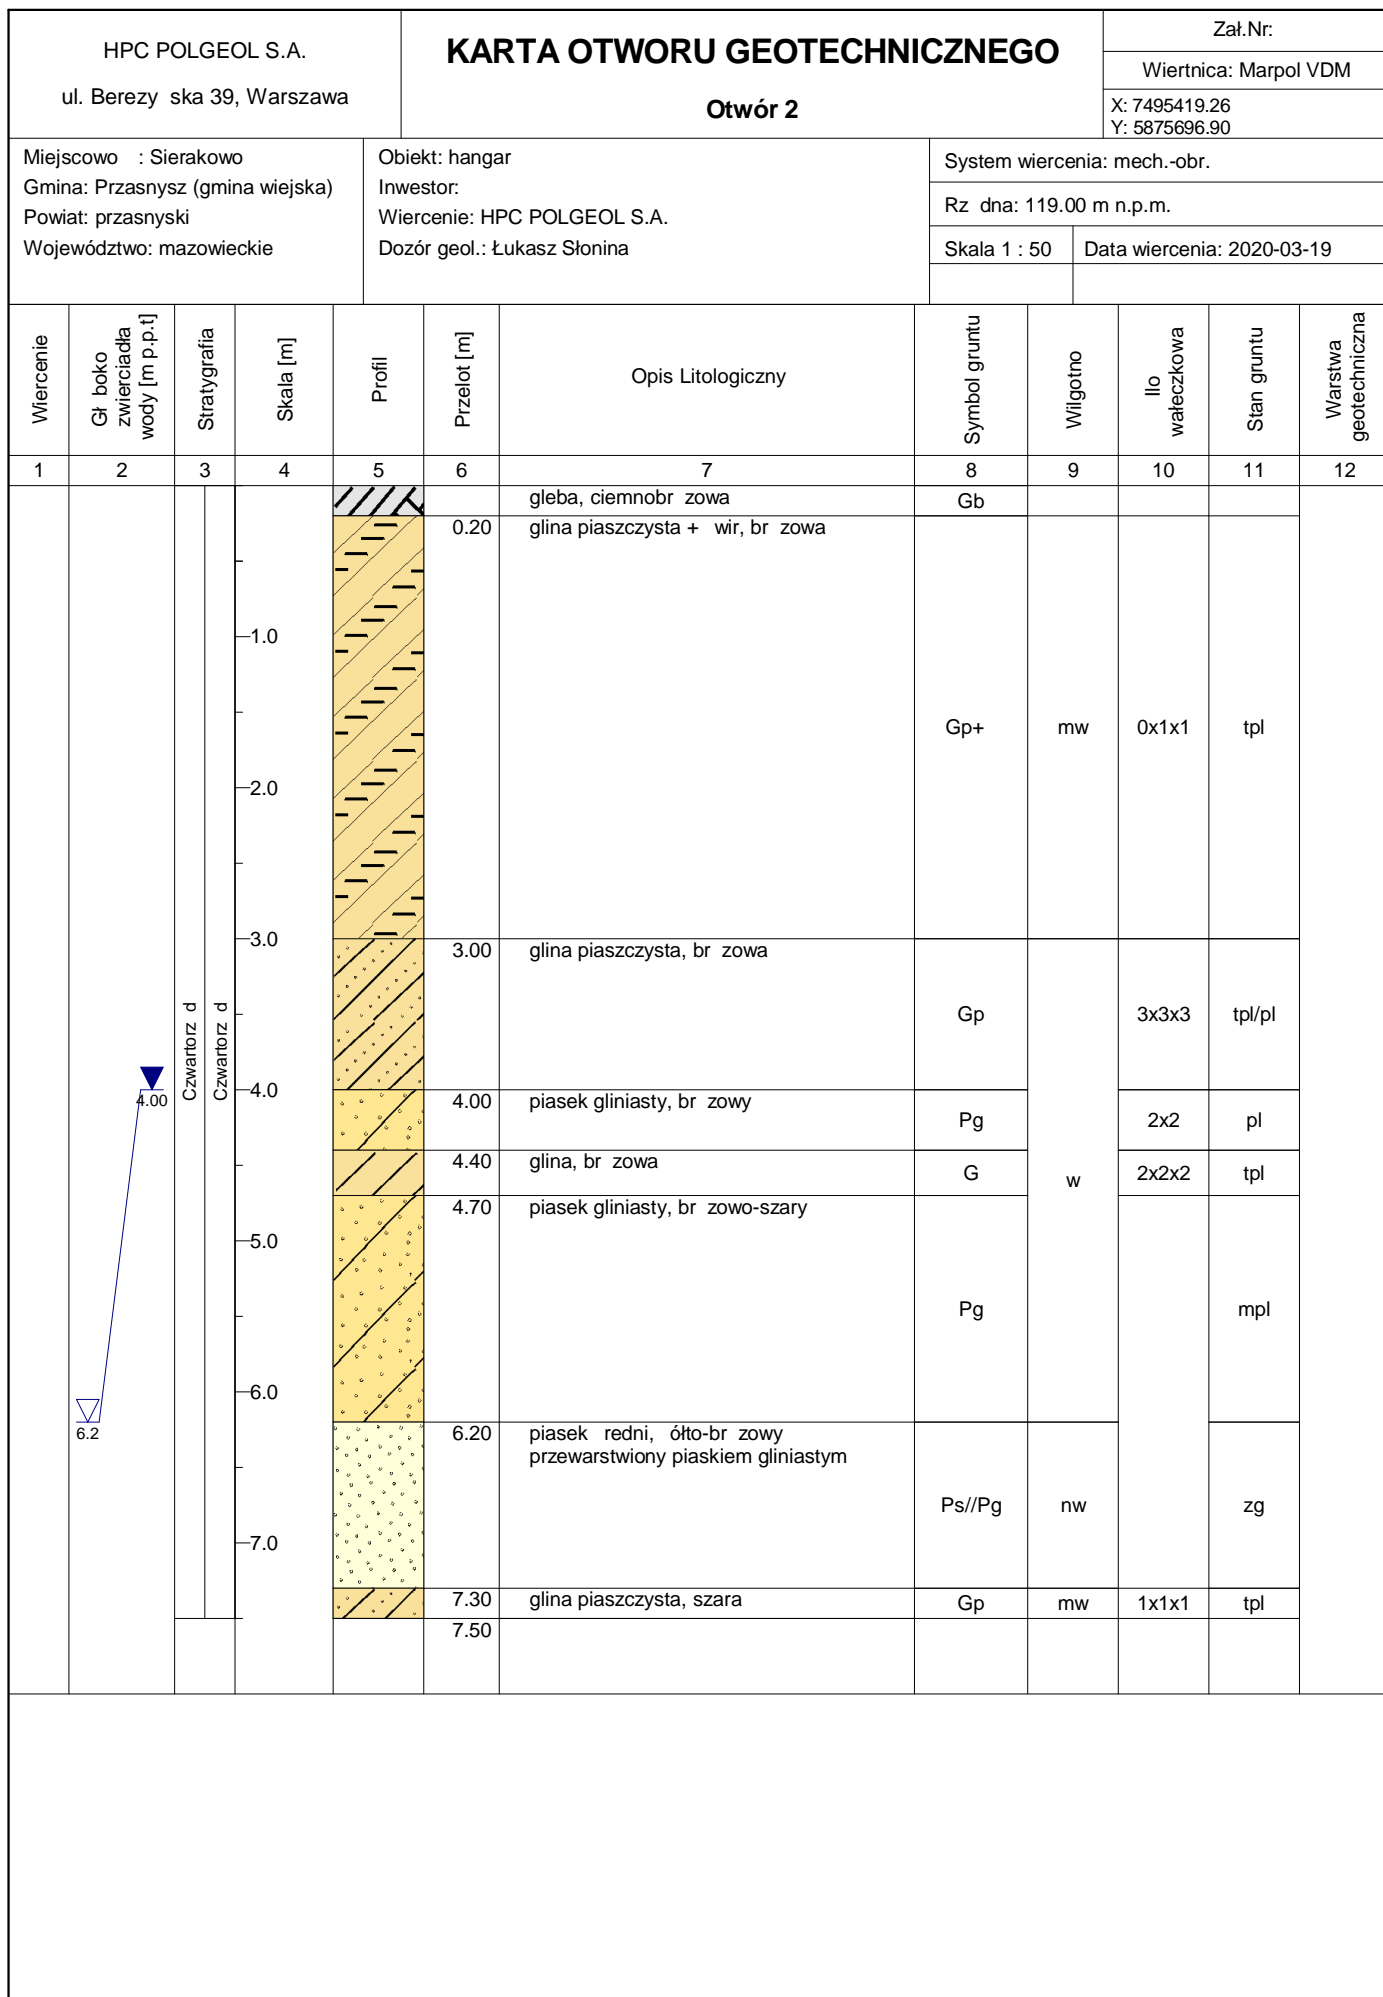 HPC POLGEOL S.A.
ul. Berezy ska 39, Warszawa
KARTA OTWORU GEOTECHNICZNEGO
Otwór 2
Zał.Nr:
Wiertnica: Marpol VDM
X: 7495419.26
Y: 5875696.90
Miejscowo : Sierakowo
Gmina: Przasnysz (gmina wiejska)
Powiat: przasnyski
Województwo: mazowieckie
Obiekt: hangar
Inwestor:
Wiercenie: HPC POLGEOL S.A.
Dozór geol.: Łukasz Słonina
System wiercenia: mech.-obr.
Rz dna: 119.00 m n.p.m.
Skala 1 : 50
Data wiercenia: 2020-03-19
Wiercenie
Gł boko
zwierciadła
wody [m p.p.t]
Stratygrafia
Skala [m]
Profil
Przelot [m]
Opis Litologiczny
Symbol gruntu
Wilgotno
Ilo
wałeczkowa
Stan gruntu
Warstwa
geotechniczna
1 2 3 4 5 6 7 8 9 10 11 12
gleba, ciemnobr zowa Gb
0.20 glina piaszczysta + wir, br zowa
1.0
Gp+ mw 0x1x1 tpl
2.0
3.0
3.00 glina piaszczysta, br zowa
Gp 3x3x3 tpl/pl
Czwartorz d
Czwartorz d
4.00
4.0
4.00 piasek gliniasty, br zowy
Pg 2x2 pl
4.40 glina, br zowa
G 2x2x2 tpl
w
4.70 piasek gliniasty, br zowo-szary
5.0
Pg mpl
6.0
6.2
6.20 piasek redni, ółto-br zowy
przewarstwiony piaskiem gliniastym
Ps//Pg nw zg
7.0
7.30 glina piaszczysta, szara Gp mw 1x1x1 tpl
7.50